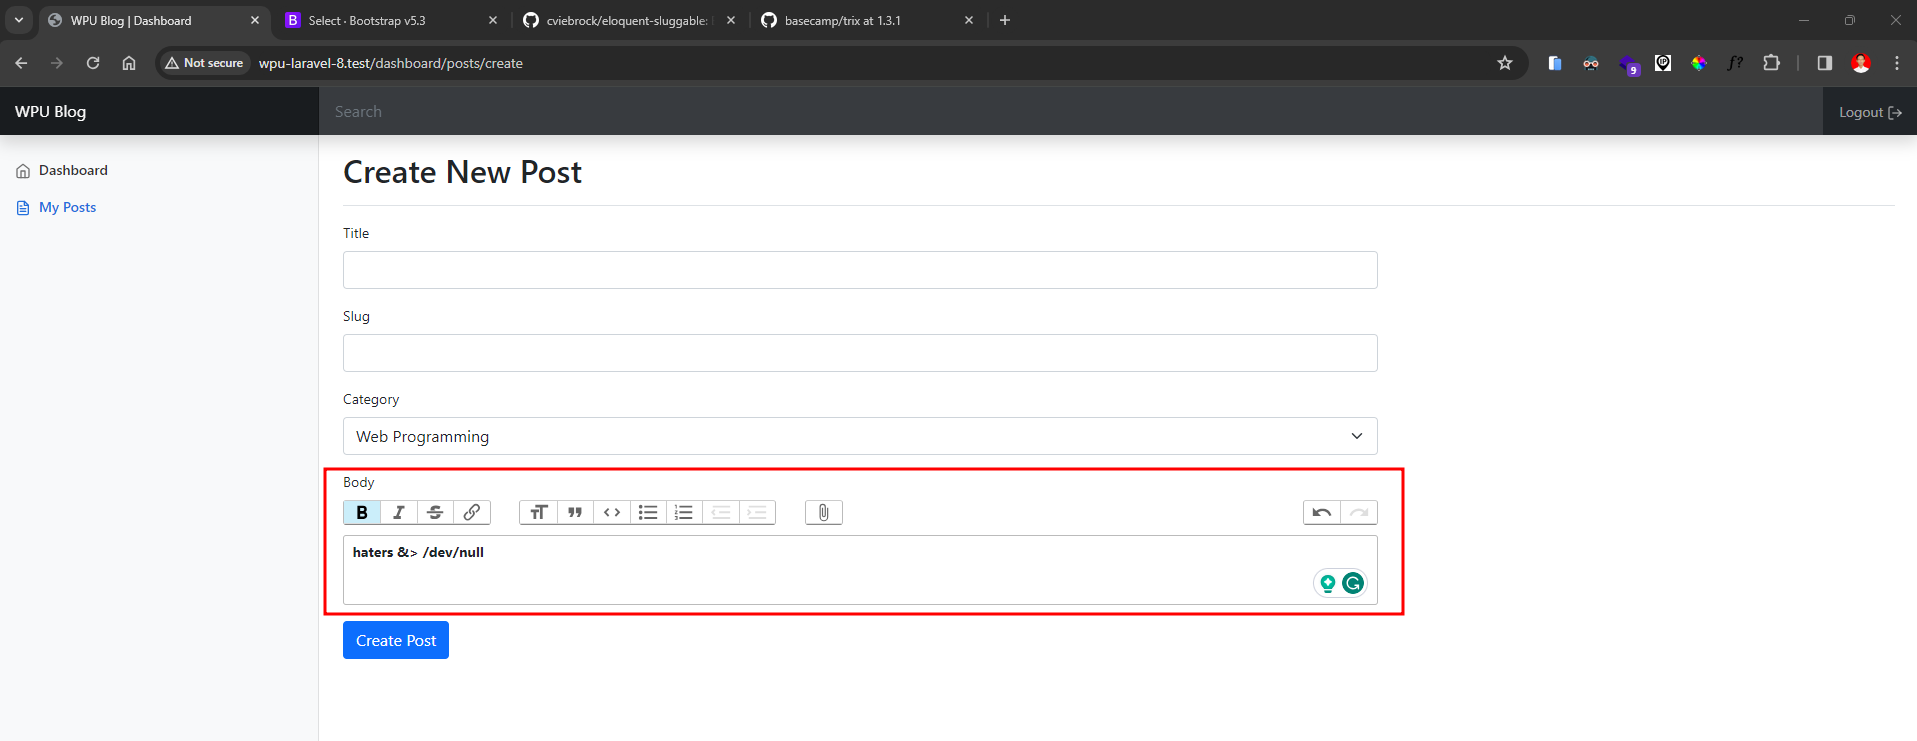 WPU Blog | Dashboard
Select · Bootstrap v5.3
cviebrock/eloquent-sluggable:
basecamp/trix at 1.3.1
Not secure
wpu-laravel-8.test/dashboard/posts/create
9
f?
WPU Blog
Search
Logout
Dashboard
My Posts
Create New Post
Title
Slug
Category
Web Programming
Body
B I S
haters &> /dev/null
Create Post